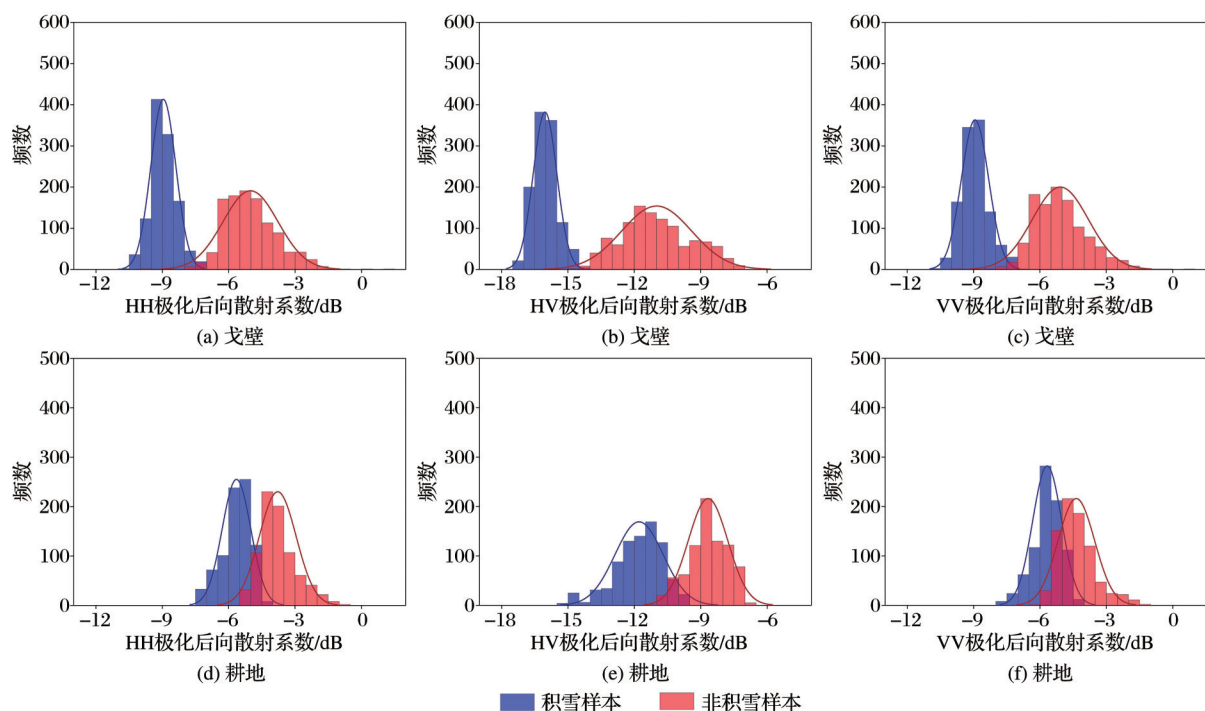 600
500
400
300
200
100
0
频数
−12 −9 −6 −3 0
HH极化后向散射系数/dB
(a) 戈壁
600
500
400
300
200
100
0
频数
−18 −15 −12 −9 −6
HV极化后向散射系数/dB
(b) 戈壁
600
500
400
300
200
100
0
频数
−12 −9 −6 −3 0
VV极化后向散射系数/dB
(c) 戈壁
500
400
300
200
100
0
频数
−12 −9 −6 −3 0
HH极化后向散射系数/dB
(d) 耕地
500
400
300
200
100
0
频数
−18 −15 −12 −9 −6
HV极化后向散射系数/dB
(e) 耕地
500
400
300
200
100
0
频数
−12 −9 −6 −3 0
VV极化后向散射系数/dB
(f) 耕地
积雪样本 非积雪样本